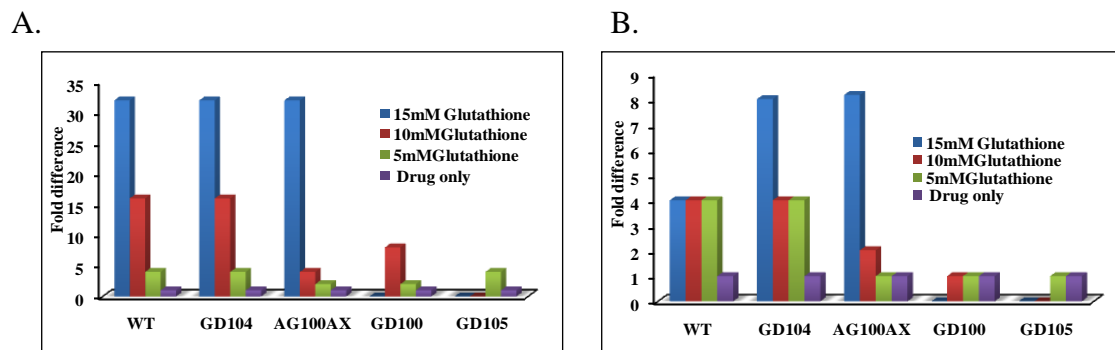 A.
35
30
25
20
15
10
5
0
Fold difference
15mM Glutathione
10mMGlutathione
5mMGlutathione
Drug only
WT GD104 AG100AX GD100 GD105
B.
9
8
7
6
5
4
3
2
1
0
Fold difference
15mM Glutathione
10mMGlutathione
5mMGlutathione
Drug only
WT GD104 AG100AX GD100 GD105